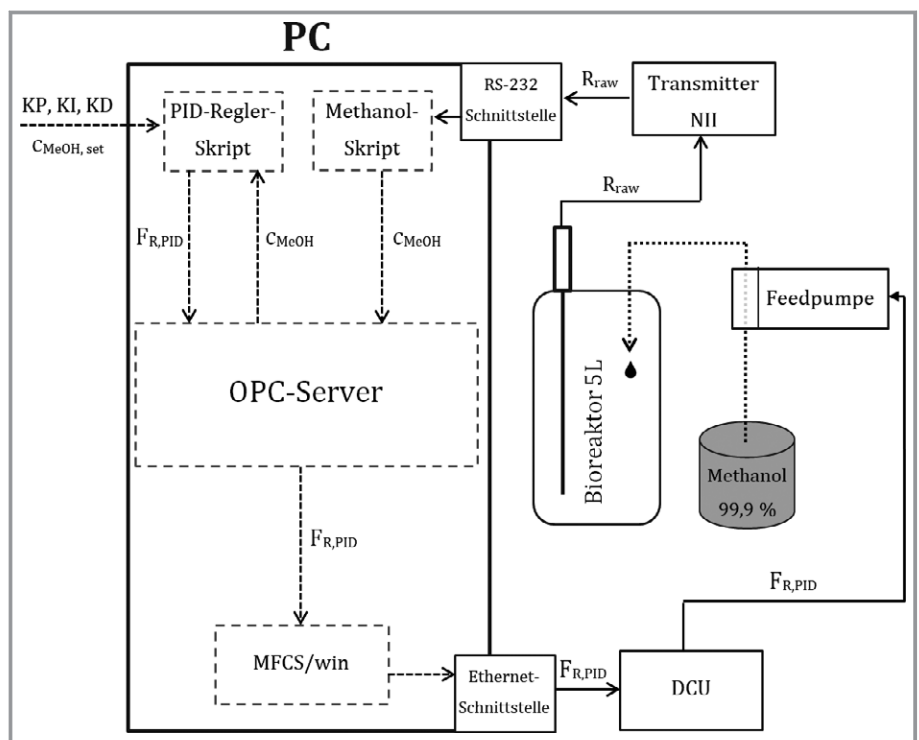 PC
KP, KI, KD
cMeOH, set
PID-Regler-
Skript
Methanol-
Skript
RS-232
Schnittstelle
Rraw
Transmitter
NII
Rraw
FR,PID
cMeOH
cMeOH
Feedpumpe
OPC-Server
Bioreaktor 5L
Methanol
99,9 %
FR,PID
FR,PID
MFCS/win
Ethernet-
Schnittstelle
FR,PID
DCU